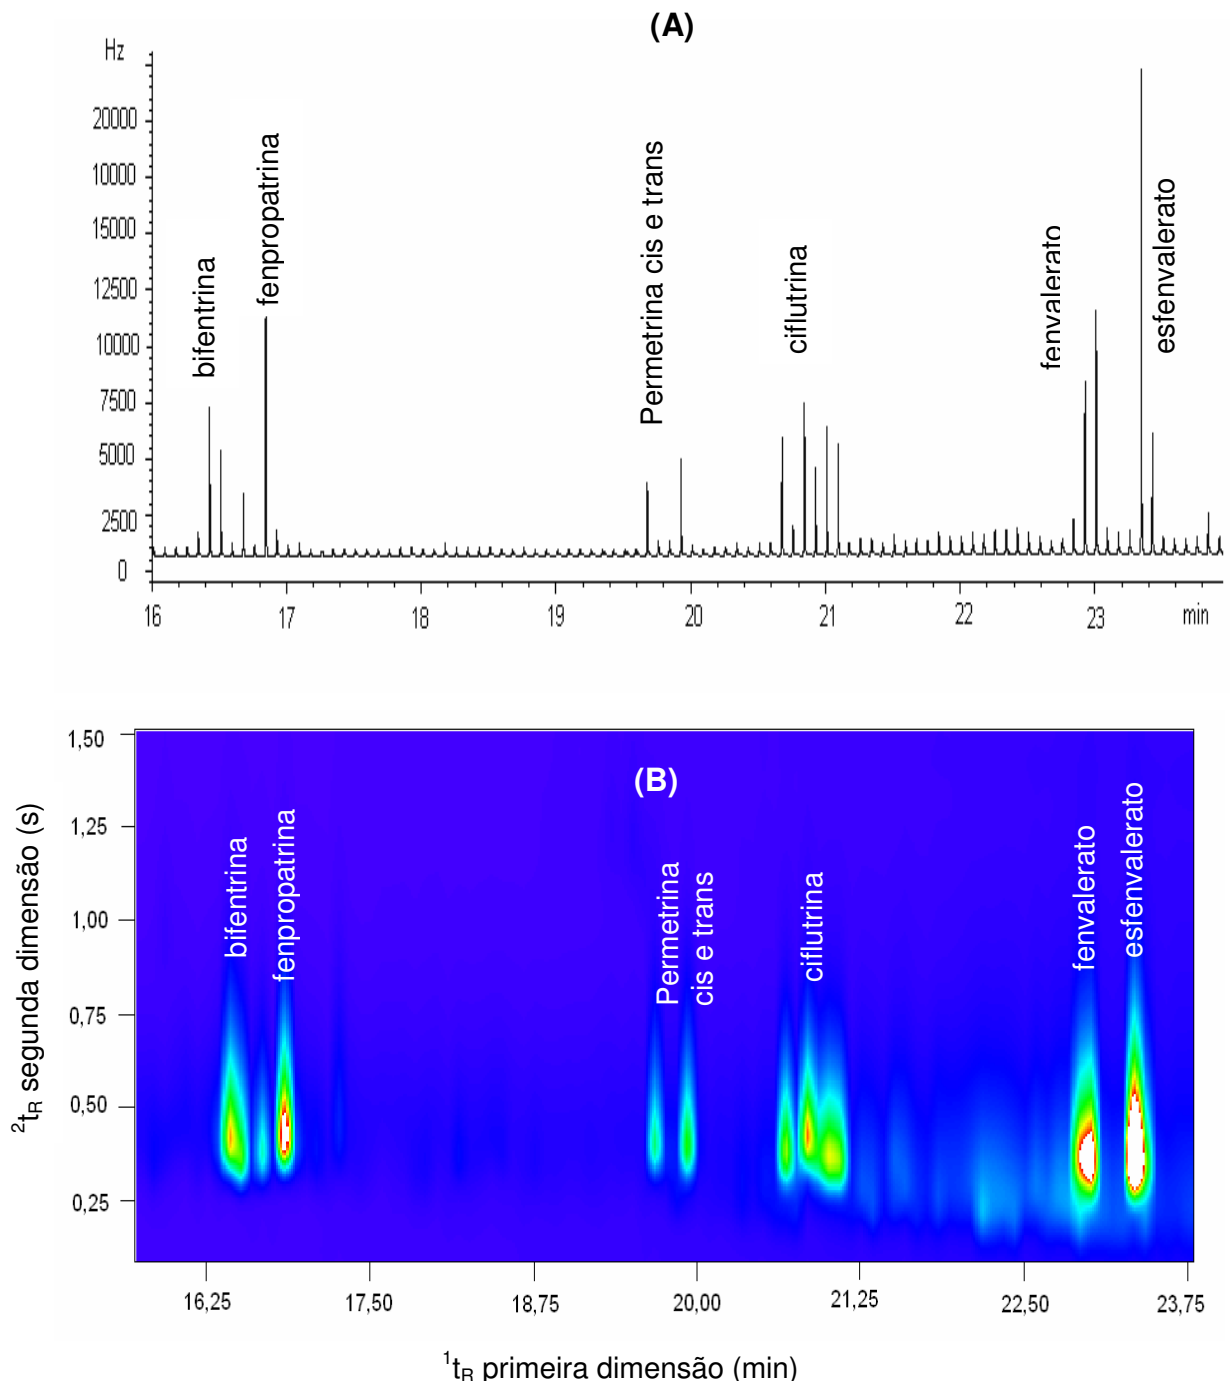 (A)
Hz
20000
10000
15000
12500
10000
7500
5000
2500
0
bifentrina
fenpropatrina
Permetrina cis e trans
ciflutrina
fenvalerato
esfenvalerato
16 17 18 19 20 21 22 23 min
(B)
1,50
1,25
1,00
0,75
0,50
0,25
²tR segunda dimensão (s)
bifentrina
fenpropatrina
Permetrina
cis e trans
ciflutrina
fenvalerato
esfenvalerato
16,25 17,50 18,75 20,00 21,25 22,50 23,75
¹tR primeira dimensão (min)